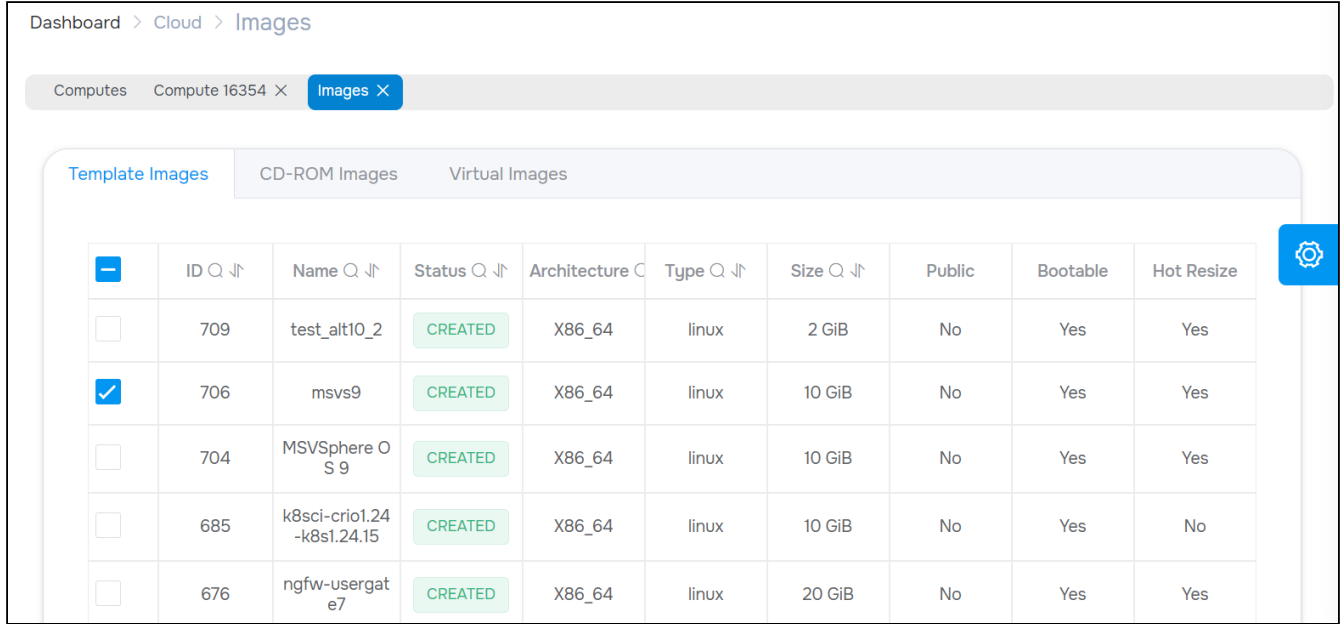 Dashboard > Cloud > Images
Computes Compute 16354 × Images ×
Template Images CD-ROM Images Virtual Images
ID Name Status Architecture Type Size Public Bootable Hot Resize
709 test_alt10_2 CREATED X86_64 linux 2 GiB No Yes Yes
706 msvs9 CREATED X86_64 linux 10 GiB No Yes Yes
704 MSVSphere O
S 9 CREATED X86_64 linux 10 GiB No Yes Yes
685 k8sci-crio1.24
-k8s1.24.15 CREATED X86_64 linux 10 GiB No Yes No
676 ngfw-usergat
e7 CREATED X86_64 linux 20 GiB No Yes Yes